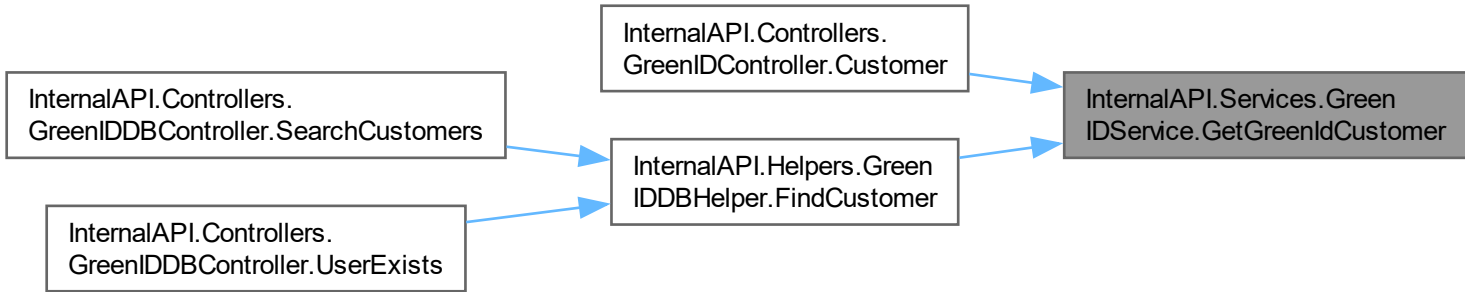 InternalAPI.Controllers.
GreenIDController.Customer
InternalAPI.Controllers.
GreenIDDBController.SearchCustomers
InternalAPI.Services.Green
IDService.GetGreenIdCustomer
InternalAPI.Helpers.Green
IDDBHelper.FindCustomer
InternalAPI.Controllers.
GreenIDDBController.UserExists